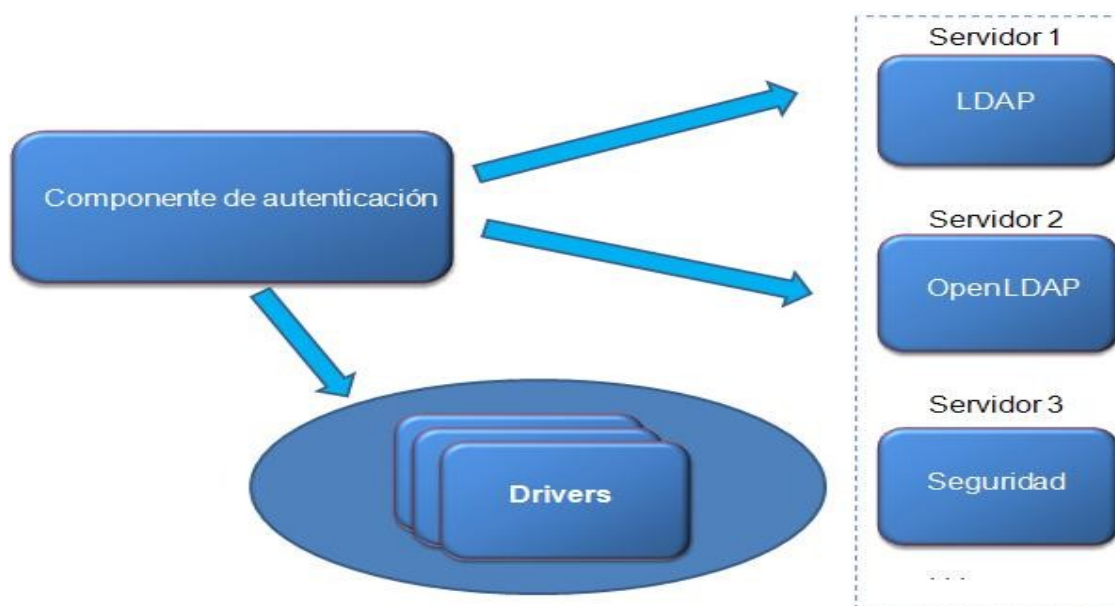 Servidor 1
LDAP
Componente de autenticación
Servidor 2
OpenLDAP
Servidor 3
Drivers
Seguridad
...